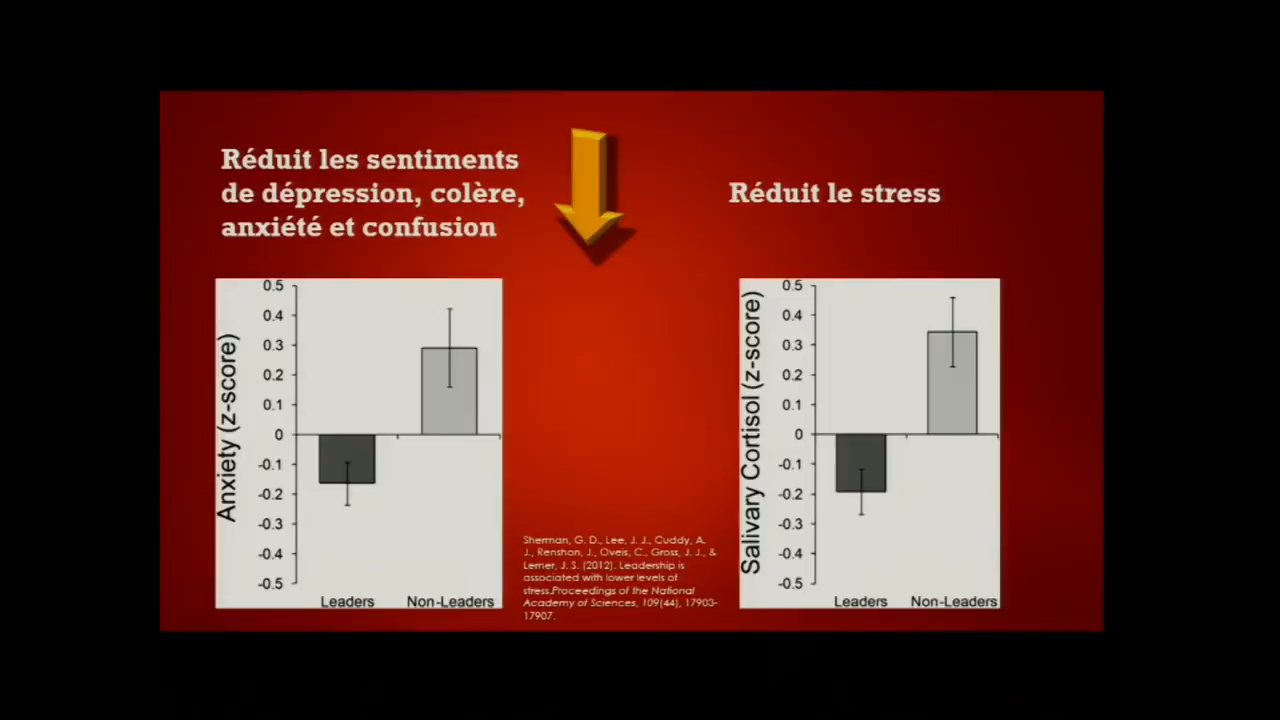 Réduit les sentiments
de dépression, colère,
anxiété et confusion
Réduit le stress
Anxiety (z-score)
0.5
0.4
0.3
0.2
0.1
0
-0.1
-0.2
-0.3
-0.4
-0.5
Leaders Non-Leaders
Sherman, G. D., Lee, J. J., Cuddy, A.
J., Renshon, J., Oveis, C., Gross, J. J., &
Lerner, J. S. (2012). Leadership is
associated with lower levels of
stress.Proceedings of the National
Academy of Sciences, 109(44), 17903-
17907.
Salivary Cortisol (z-score)
0.5
0.4
0.3
0.2
0.1
0
-0.1
-0.2
-0.3
-0.4
-0.5
Leaders Non-Leaders